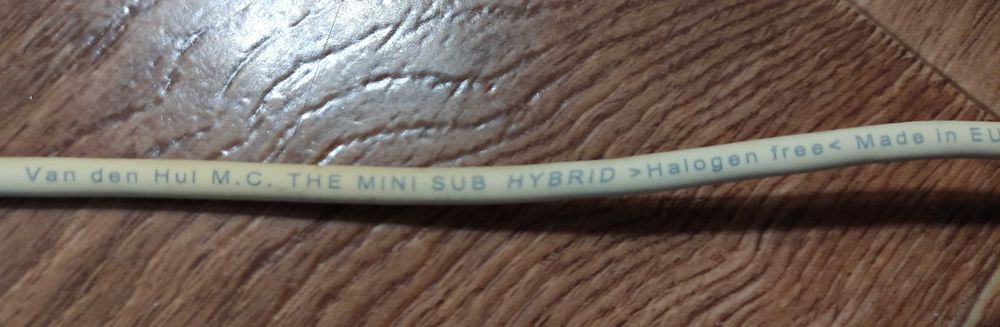 Van den Hul M.C. THE MINI SUB HYBRID >Halogen free< Made in EU